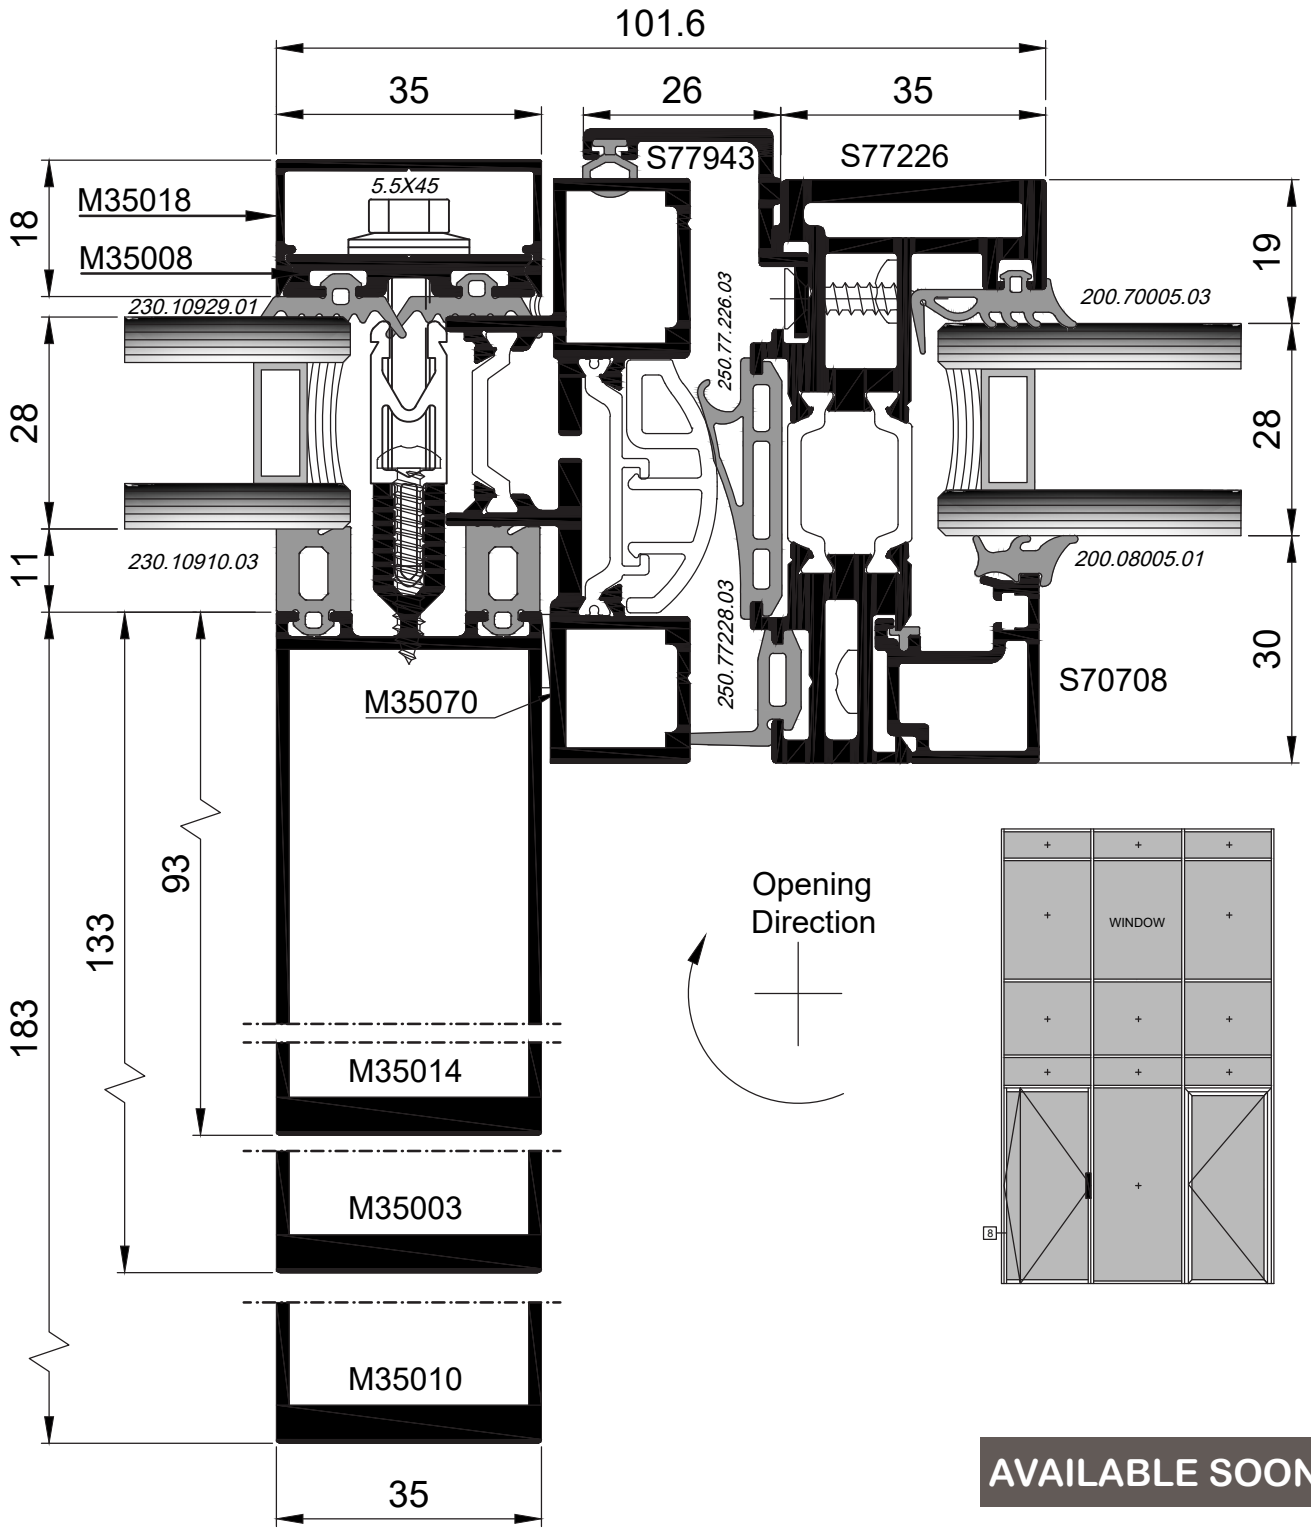 101.6
35
26
35
S77943
S77226
5.5X45
M35018
18
M35008
19
230.10929.01
250.77.226.03
200.70005.03
28
28
230.10910.03
200.08005.01
11
250.77228.03
30
S70708
M35070
93
Opening
Direction
133
WINDOW
183
M35014
M35003
8
M35010
35
AVAILABLE SOON